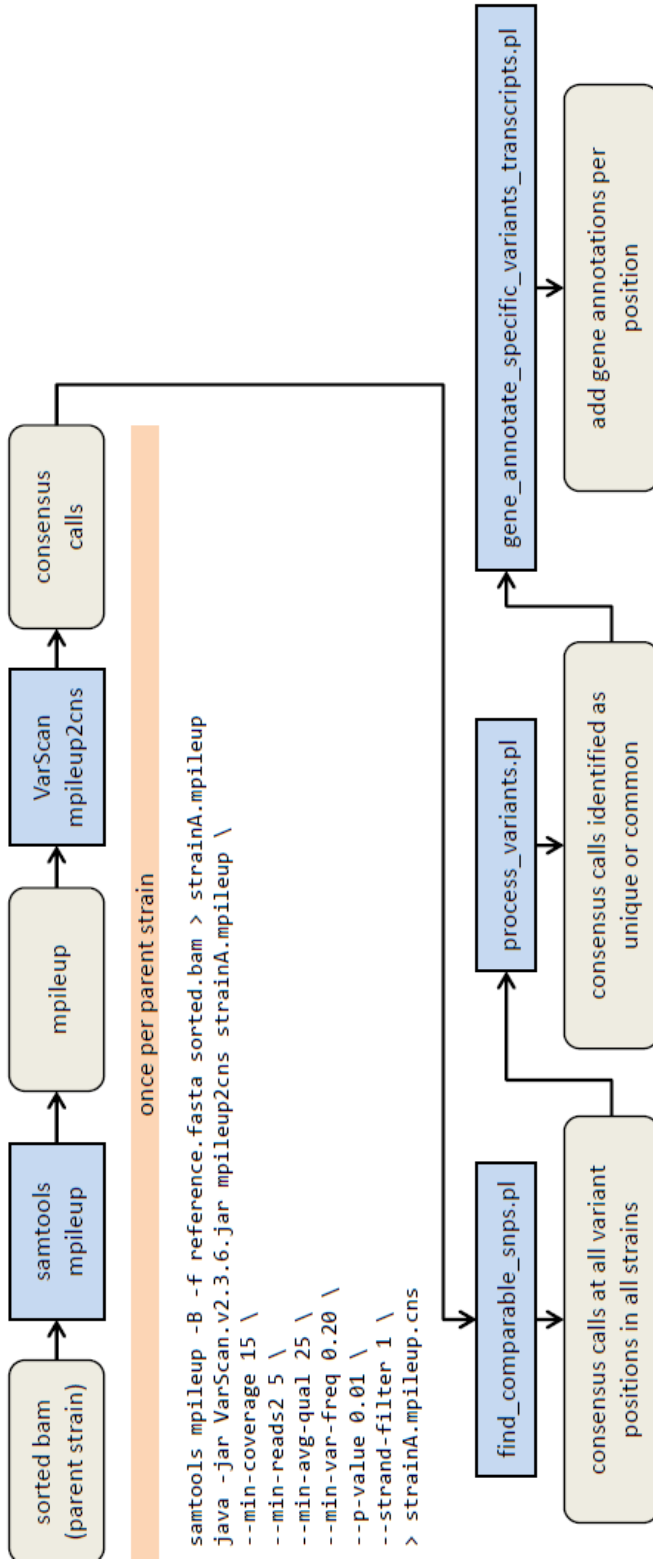 sorted bam
(parent strain)
samtools
mpileup
mpileup
VarScan
mpileup2cns
consensus
calls
once per parent strain
samtools mpileup -B -f reference.fasta sorted.bam > strainA.mpileup
java -jar VarScan.v2.3.6.jar mpileup2cns strainA.mpileup \
--min-coverage 15 \
--min-reads2 5 \
--min-avg-qual 25 \
--min-var-freq 0.20 \
--p-value 0.01 \
--strand-filter 1 \
> strainA.mpileup.cns
find_comparable_snps.pl
consensus calls at all variant
positions in all strains
process_variants.pl
consensus calls identified as
unique or common
gene_annotate_specific_variants_transcripts.pl
add gene annotations per
position